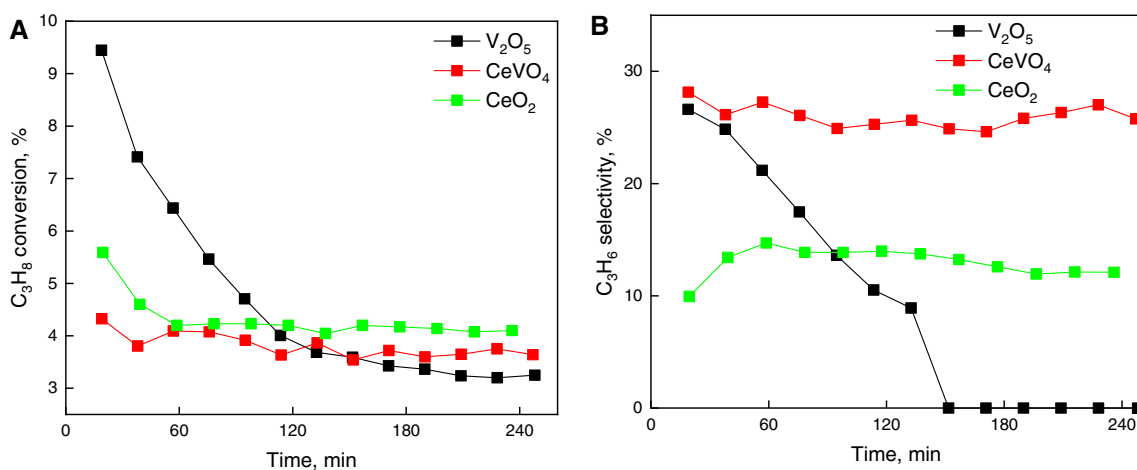 A
10
9
8
7
6
5
4
3
C₃H₈ conversion, %
V₂O₅
CeVO₄
CeO₂
0 60 120 180 240
Time, min
B
30
20
10
0
C₃H₆ selectivity, %
V₂O₅
CeVO₄
CeO₂
0 60 120 180 240
Time, min